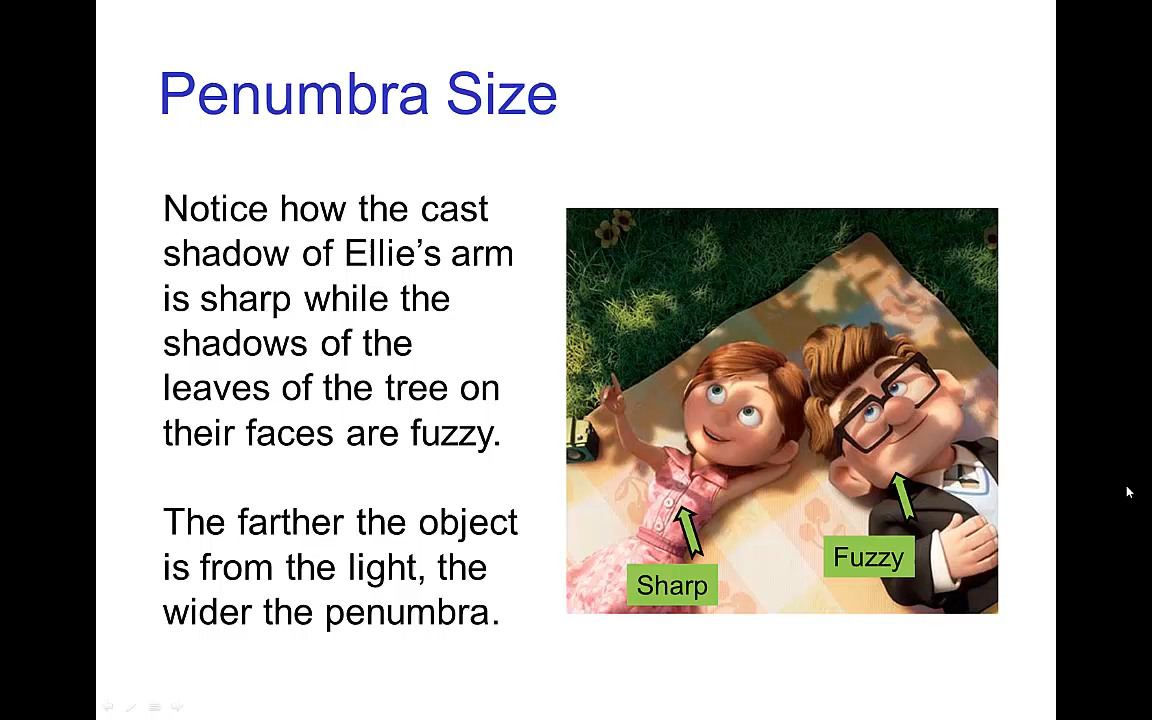 Penumbra Size
Notice how the cast
shadow of Ellie’s arm
is sharp while the
shadows of the
leaves of the tree on
their faces are fuzzy.
The farther the object
is from the light, the
wider the penumbra.
Sharp
Fuzzy